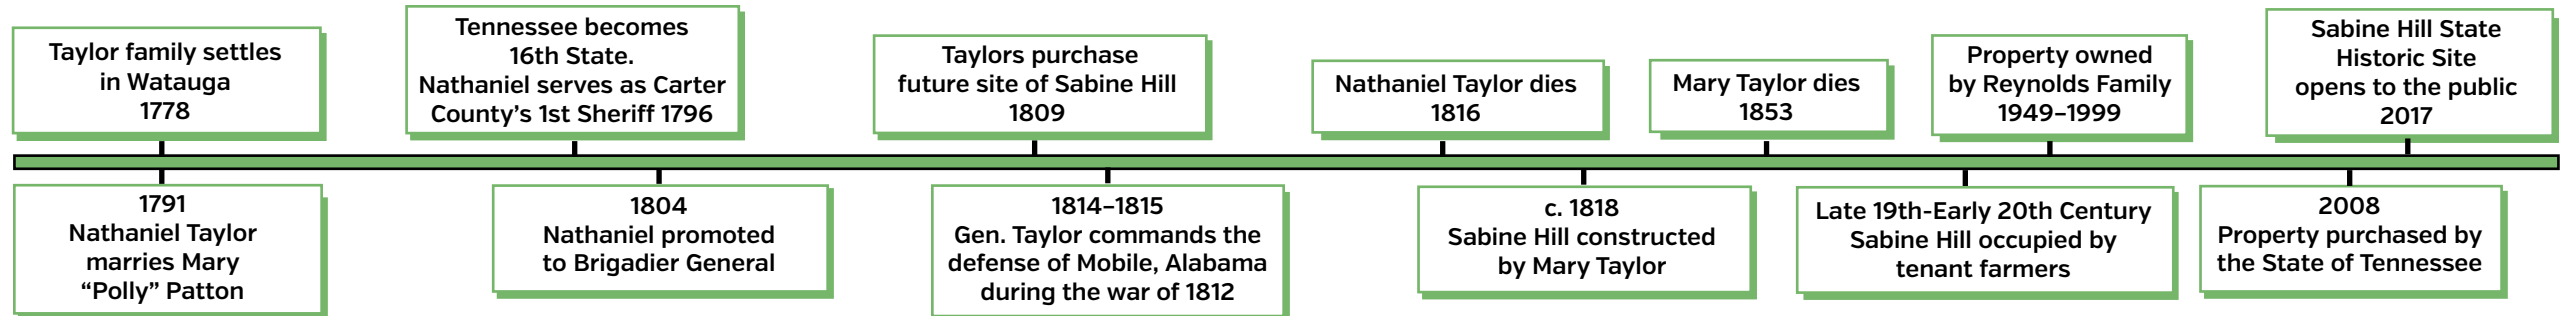 Taylor family settles
in Watauga
1778
Tennessee becomes
16th State.
Nathaniel serves as Carter
County's 1st Sheriff 1796
Taylors purchase
future site of Sabine Hill
1809
Nathaniel Taylor dies
1816
Mary Taylor dies
1853
Property owned
by Reynolds Family
1949–1999
Sabine Hill State
Historic Site
opens to the public
2017
1791
Nathaniel Taylor
marries Mary
“Polly” Patton
1804
Nathaniel promoted
to Brigadier General
1814–1815
Gen. Taylor commands the
defense of Mobile, Alabama
during the war of 1812
c. 1818
Sabine Hill constructed
by Mary Taylor
Late 19th-Early 20th Century
Sabine Hill occupied by
tenant farmers
2008
Property purchased by
the State of Tennessee